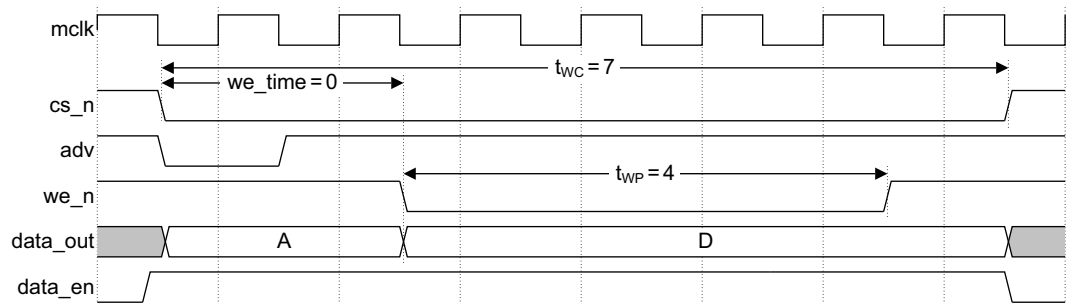 mclk
t_WC = 7
we_time = 0
cs_n
adv
t_WP = 4
we_n
data_out A D
data_en